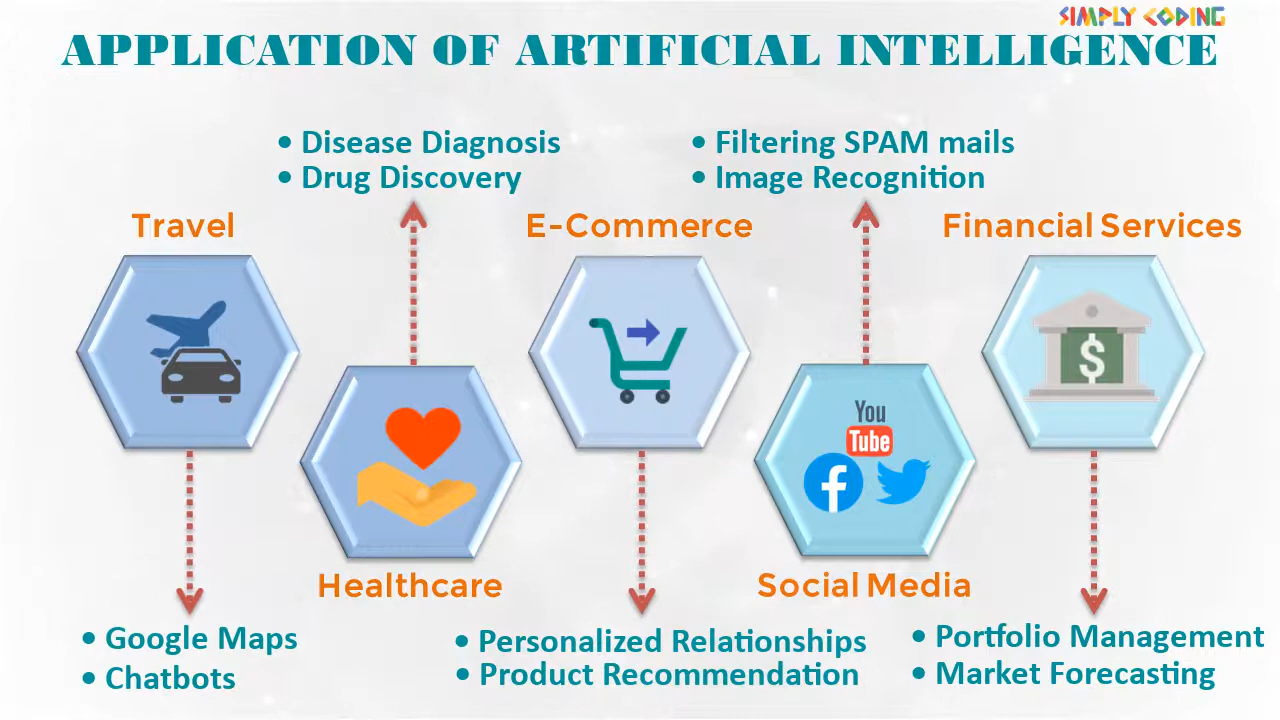 SIMPLY CODING
APPLICATION OF ARTIFICIAL INTELLIGENCE
• Disease Diagnosis
• Drug Discovery
• Filtering SPAM mails
• Image Recognition
Travel
E-Commerce
Financial Services
$
You
Tube
f
Healthcare
Social Media
• Google Maps
• Chatbots
• Personalized Relationships
• Product Recommendation
• Portfolio Management
• Market Forecasting